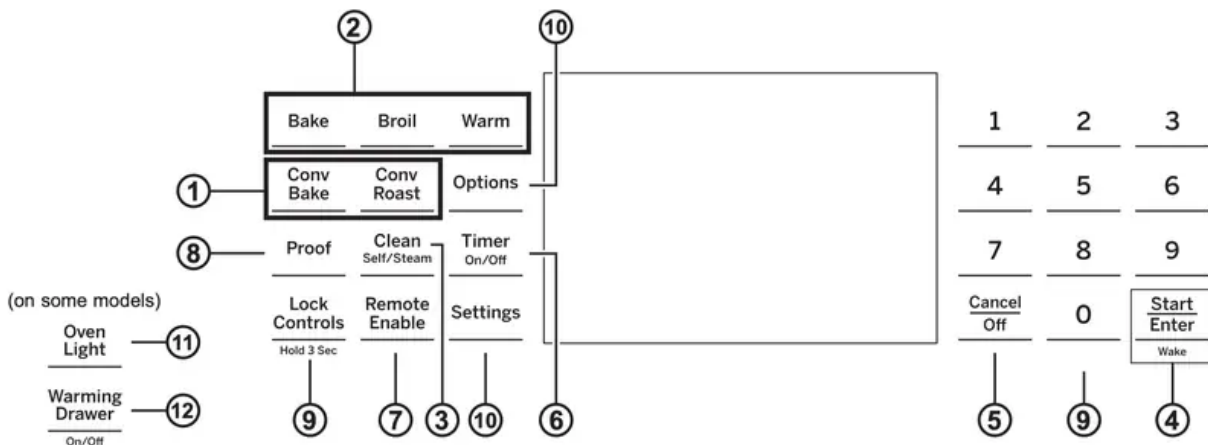 2
10
Bake Broil Warm
1 2 3
1
Conv Bake
Conv Roast
Options
4 5 6
8
Proof
Clean
Self/Steam
Timer
On/Off
7 8 9
(on some models)
Oven
Light
11
Lock
Controls
Hold 3 Sec
Remote
Enable
Settings
Cancel
Off
0
Start
Enter
Wake
Warming
Drawer
On/Off
12
9 7 3 10 6 5 9 4